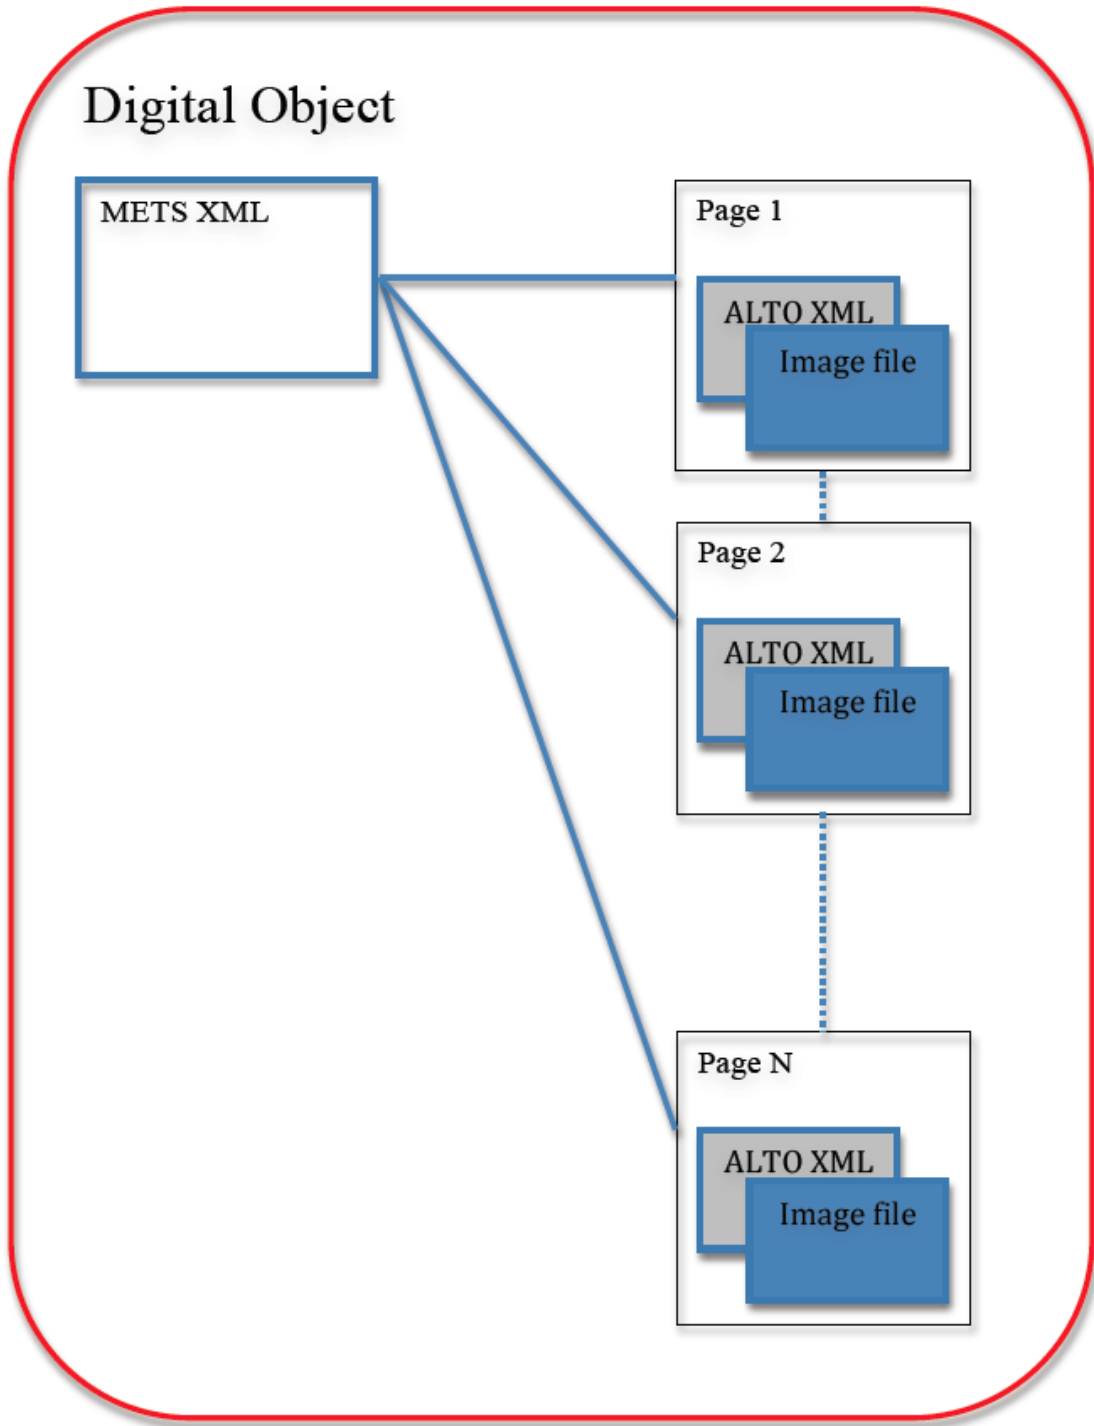 Digital Object
METS XML
Page 1
ALTO XML
Image file
Page 2
ALTO XML
Image file
Page N
ALTO XML
Image file